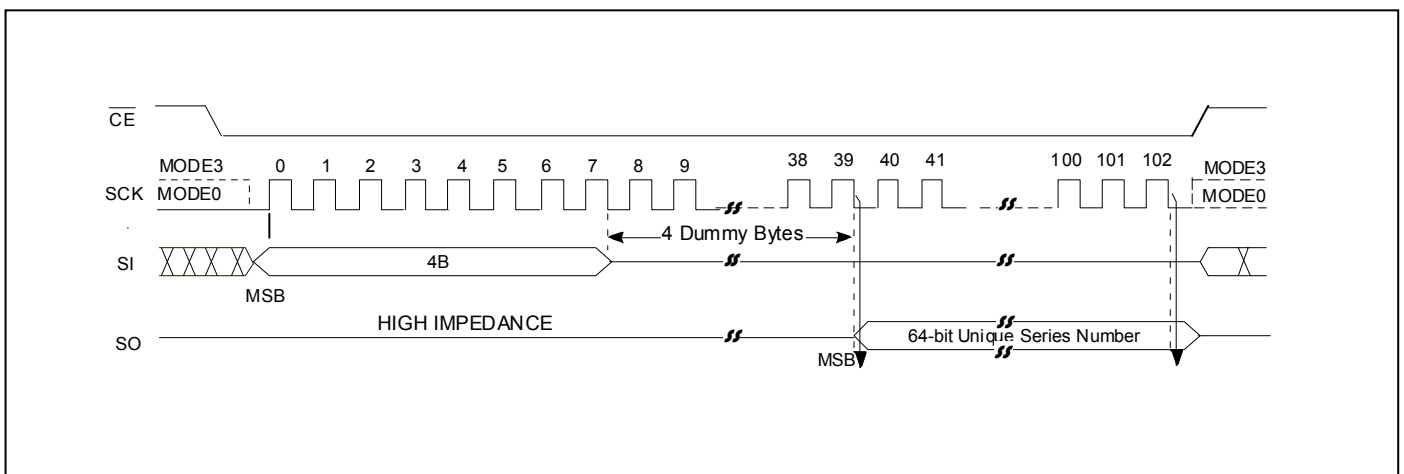 CE
MODE3 0 1 2 3 4 5 6 7 8 9 38 39 40 41 100 101 102 MODE3
SCK MODE0 MODE0
4 Dummy Bytes
SI 4B
MSB
HIGH IMPEDANCE
SO 64-bit Unique Series Number
MSB